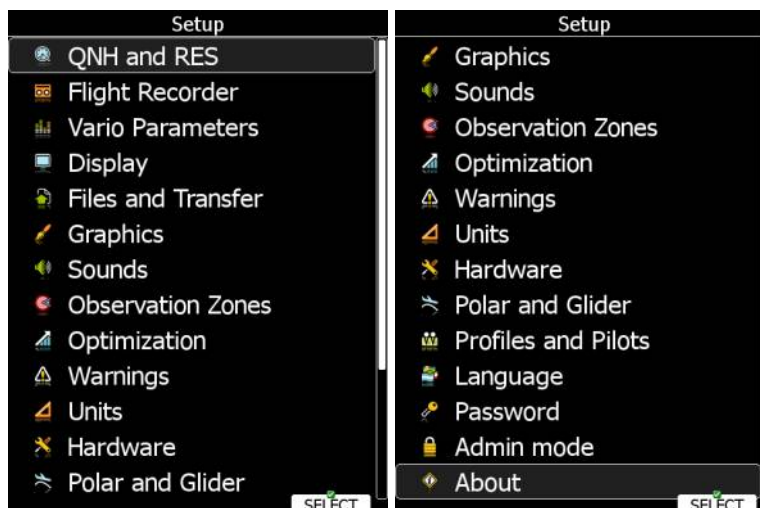 Setup
QNH and RES
Flight Recorder
Vario Parameters
Display
Files and Transfer
Graphics
Sounds
Observation Zones
Optimization
Warnings
Units
Hardware
Polar and Glider
SELECT
Setup
Graphics
Sounds
Observation Zones
Optimization
Warnings
Units
Hardware
Polar and Glider
Profiles and Pilots
Language
Password
Admin mode
About
SELECT